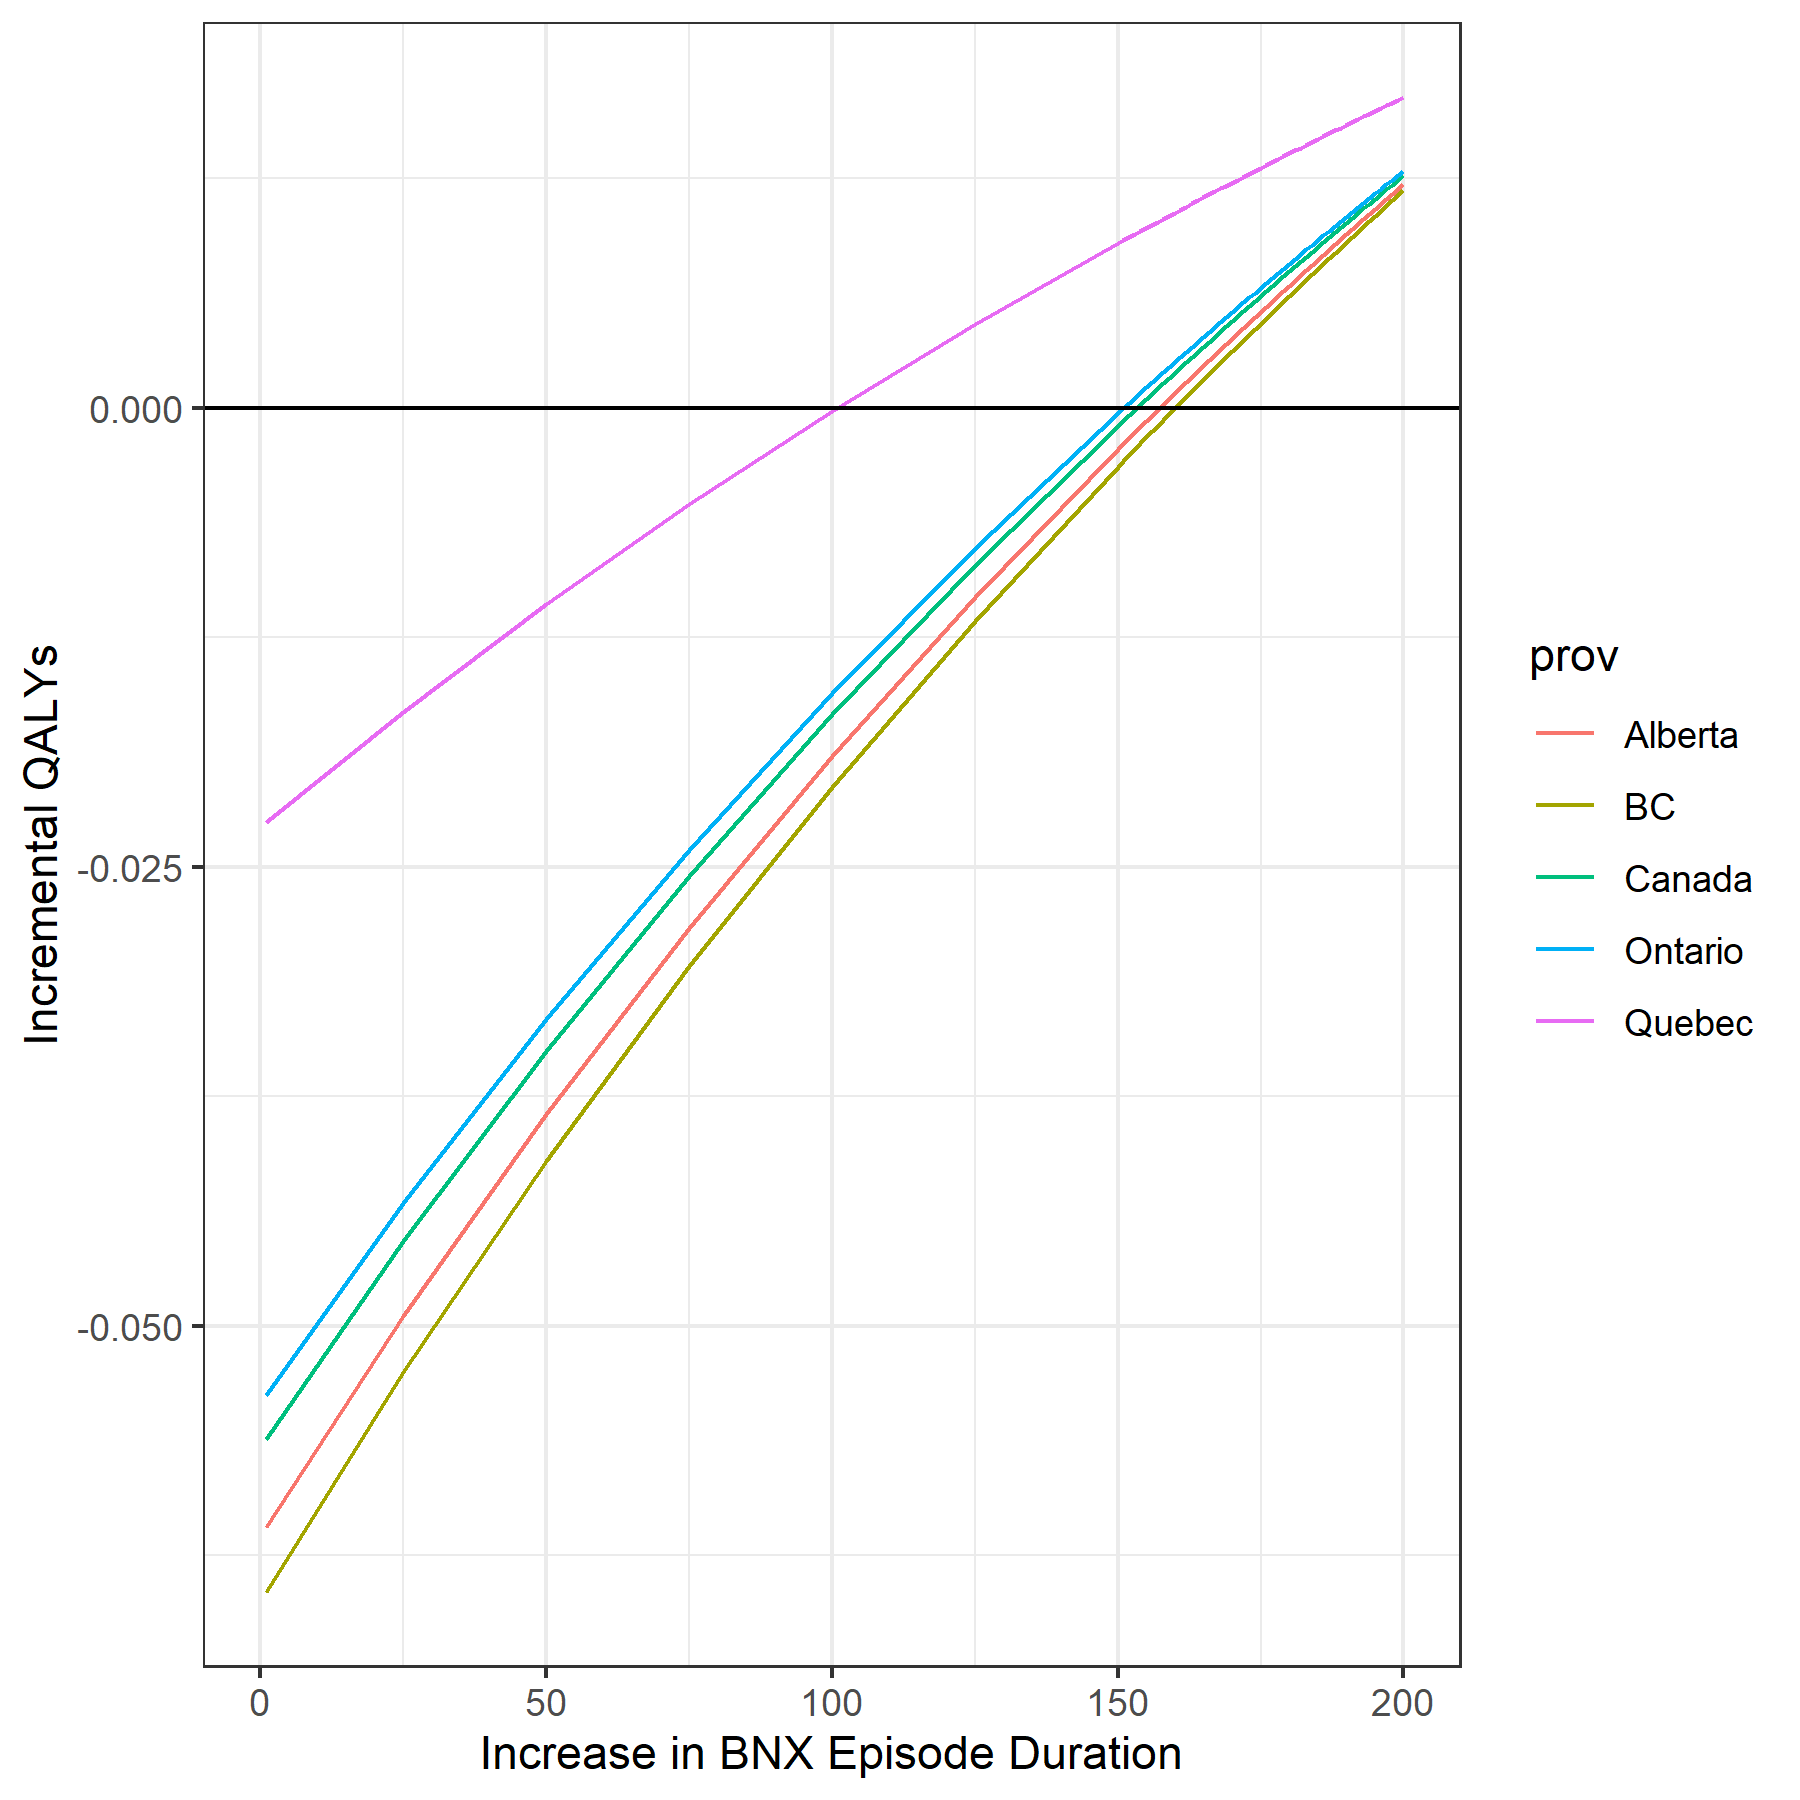 Incremental QALYs
0.000
-0.025
-0.050
0 50 100 150 200
Increase in BNX Episode Duration
prov
Alberta
BC
Canada
Ontario
Quebec